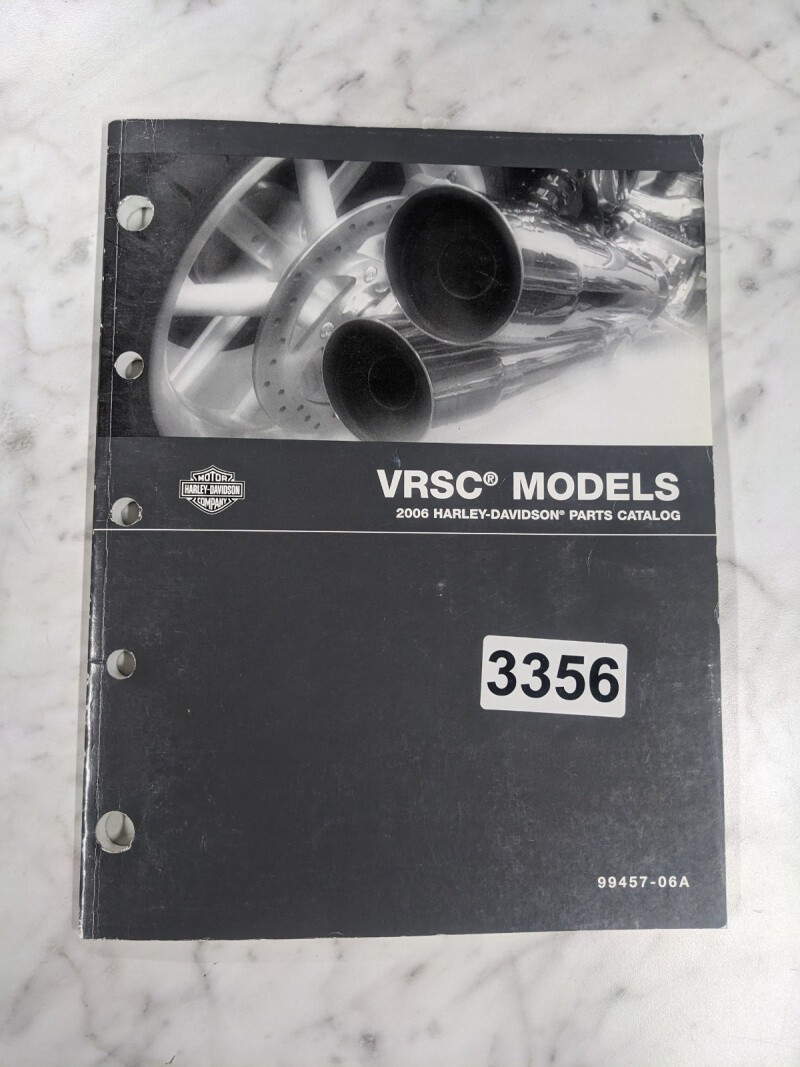 MOTOR
HARLEY-DAVIDSON
COMPANY
VRSC® MODELS
2006 HARLEY-DAVIDSON® PARTS CATALOG
3356
99457-06A